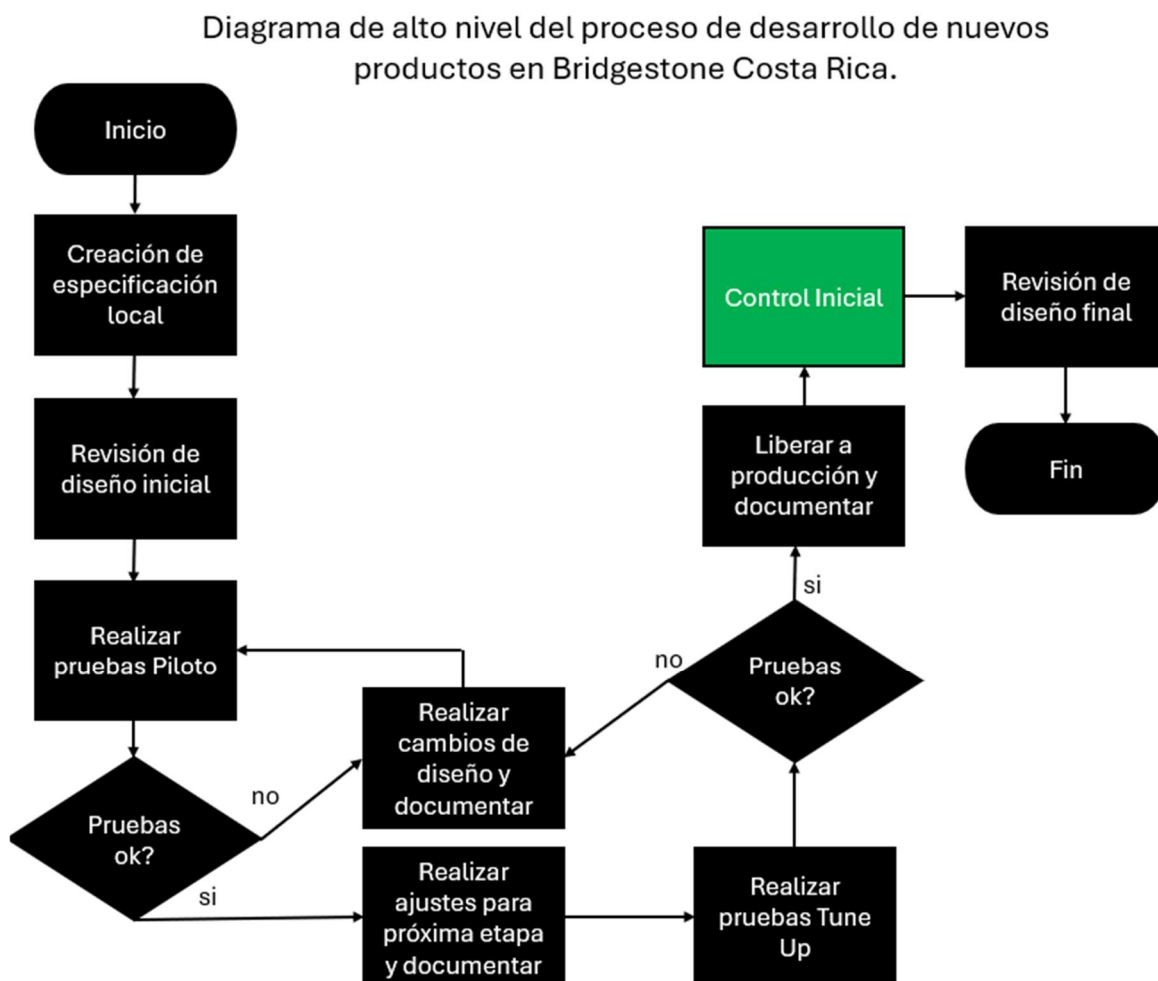 Diagrama de alto nivel del proceso de desarrollo de nuevos
productos en Bridgestone Costa Rica.
Inicio
Creación de
especificación
local
Revisión de
diseño inicial
Realizar
pruebas Piloto
Pruebas
ok?
no
si
Realizar
cambios de
diseño y
documentar
Realizar
ajustes para
próxima etapa
y documentar
Realizar
pruebas Tune
Up
Pruebas
ok?
no
si
Liberar a
producción y
documentar
Control Inicial
Revisión de
diseño final
Fin